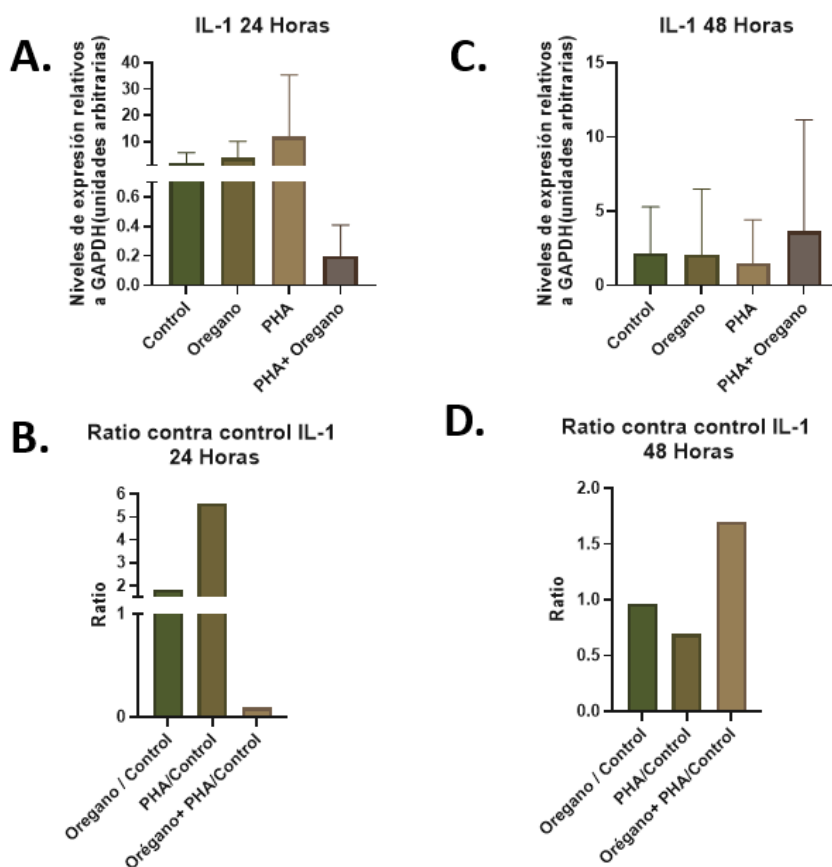 A.
IL-1 24 Horas
Niveles de expresión relativos
a GAPDH(unidades arbitrarias)
40
30
20
10
0.6
0.4
0.2
0.0
Control
Oregano
PHA
PHA+ Oregano
C.
IL-1 48 Horas
Niveles de expresión relativos
a GAPDH(unidades arbitrarias)
15
10
5
0
Control
Oregano
PHA
PHA+ Oregano
B.
Ratio contra control IL-1
24 Horas
Ratio
6
5
4
3
2
1
0
Oregano / Control
PHA/Control
Orégano+ PHA/Control
D.
Ratio contra control IL-1
48 Horas
Ratio
2.0
1.5
1.0
0.5
0.0
Oregano / Control
PHA/Control
Orégano+ PHA/Control